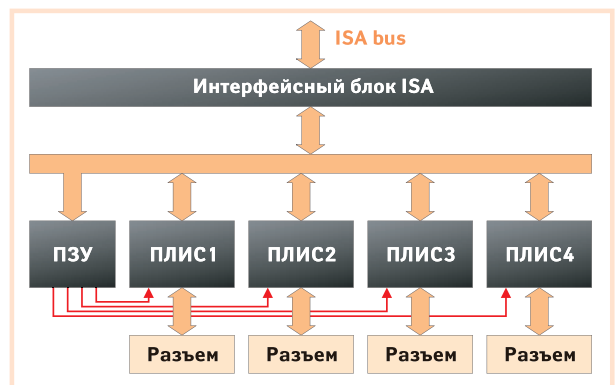 ISA bus
Интерфейсный блок ISA
ПЗУ ПЛИС1 ПЛИС2 ПЛИС3 ПЛИС4
Разъем Разъем Разъем Разъем